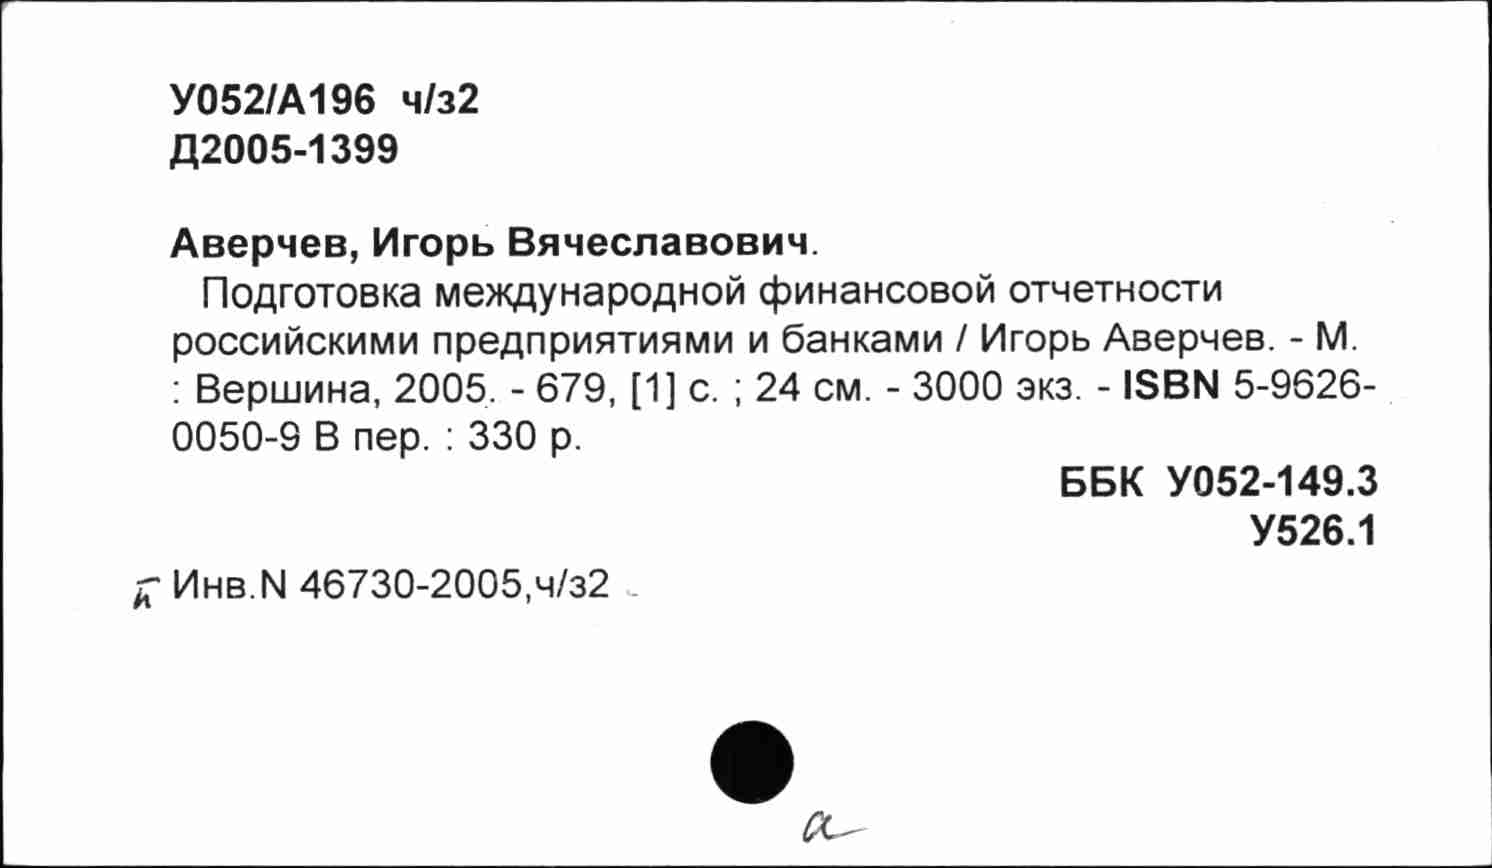 У052/А196 ч/з2
Д2005-1399
Аверчев, Игорь Вячеславович.
Подготовка международной финансовой отчетности
российскими предприятиями и банками / Игорь Аверчев. - М.
: Вершина, 2005. - 679, [1] с. ; 24 см. - 3000 экз. - ISBN 5-9626-
0050-9 В пер. : 330 р.
ББК У052-149.3
У526.1
Инв.N 46730-2005,ч/з2
а